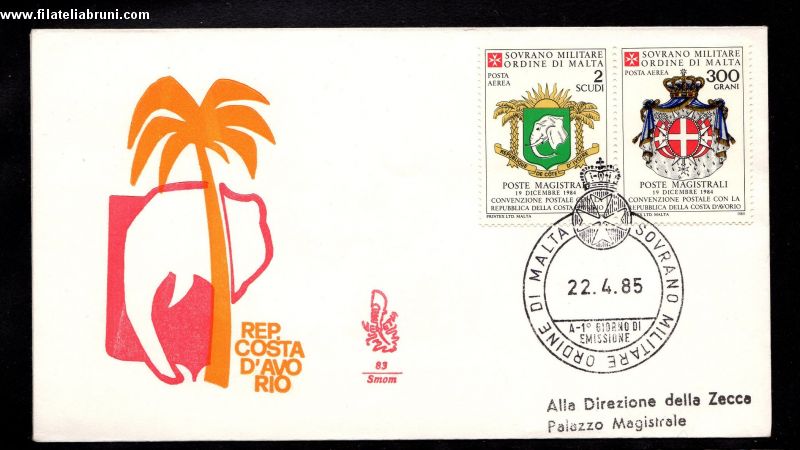 www.filateliabruni.com
SOVRANO MILITARE
ORDINE DI MALTA
POSTA
AEREA
2
SCUDI
REPUBLIQUE DE CÔTE D'IVOIRE
POSTE MAGISTRALI
19 DICEMBRE 1984
CONVENZIONE POSTALE CON LA
REPUBBLICA DELLA COSTA D'AVORIO
PRINTEX LTD. MALTA
SOVRANO MILITARE
ORDINE DI MALTA
POSTA AEREA
300
GRANI
POSTE MAGISTRALI
19 DICEMBRE 1984
CONVENZIONE POSTALE CON LA
REPUBBLICA DELLA COSTA D'AVORIO
PRINTEX LTD. MALTA
1985
SOVRANO MILITARE ORDINE DI MALTA
22.4.85
A-1° GIORNO DI
EMISSIONE
REP.
COSTA
D'AVO
RIO
83
Smom
Alla Direzione della Zecca
Palazzo Magistrale